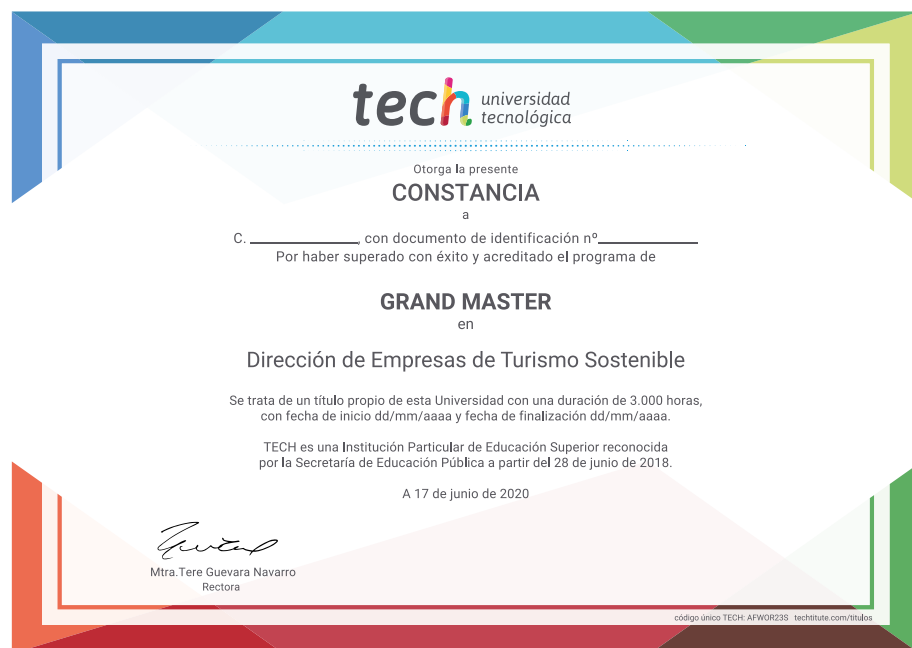 tech universidad
tecnológica
Otorga la presente
CONSTANCIA
a
C. ____________, con documento de identificación nº____________
Por haber superado con éxito y acreditado el programa de
GRAND MASTER
en
Dirección de Empresas de Turismo Sostenible
Se trata de un título propio de esta Universidad con una duración de 3.000 horas,
con fecha de inicio dd/mm/aaaa y fecha de finalización dd/mm/aaaa.
TECH es una Institución Particular de Educación Superior reconocida
por la Secretaría de Educación Pública a partir del 28 de junio de 2018.
A 17 de junio de 2020
Mtra.Tere Guevara Navarro
Rectora
código único TECH: AFWOR23S techtitute.com/titulos